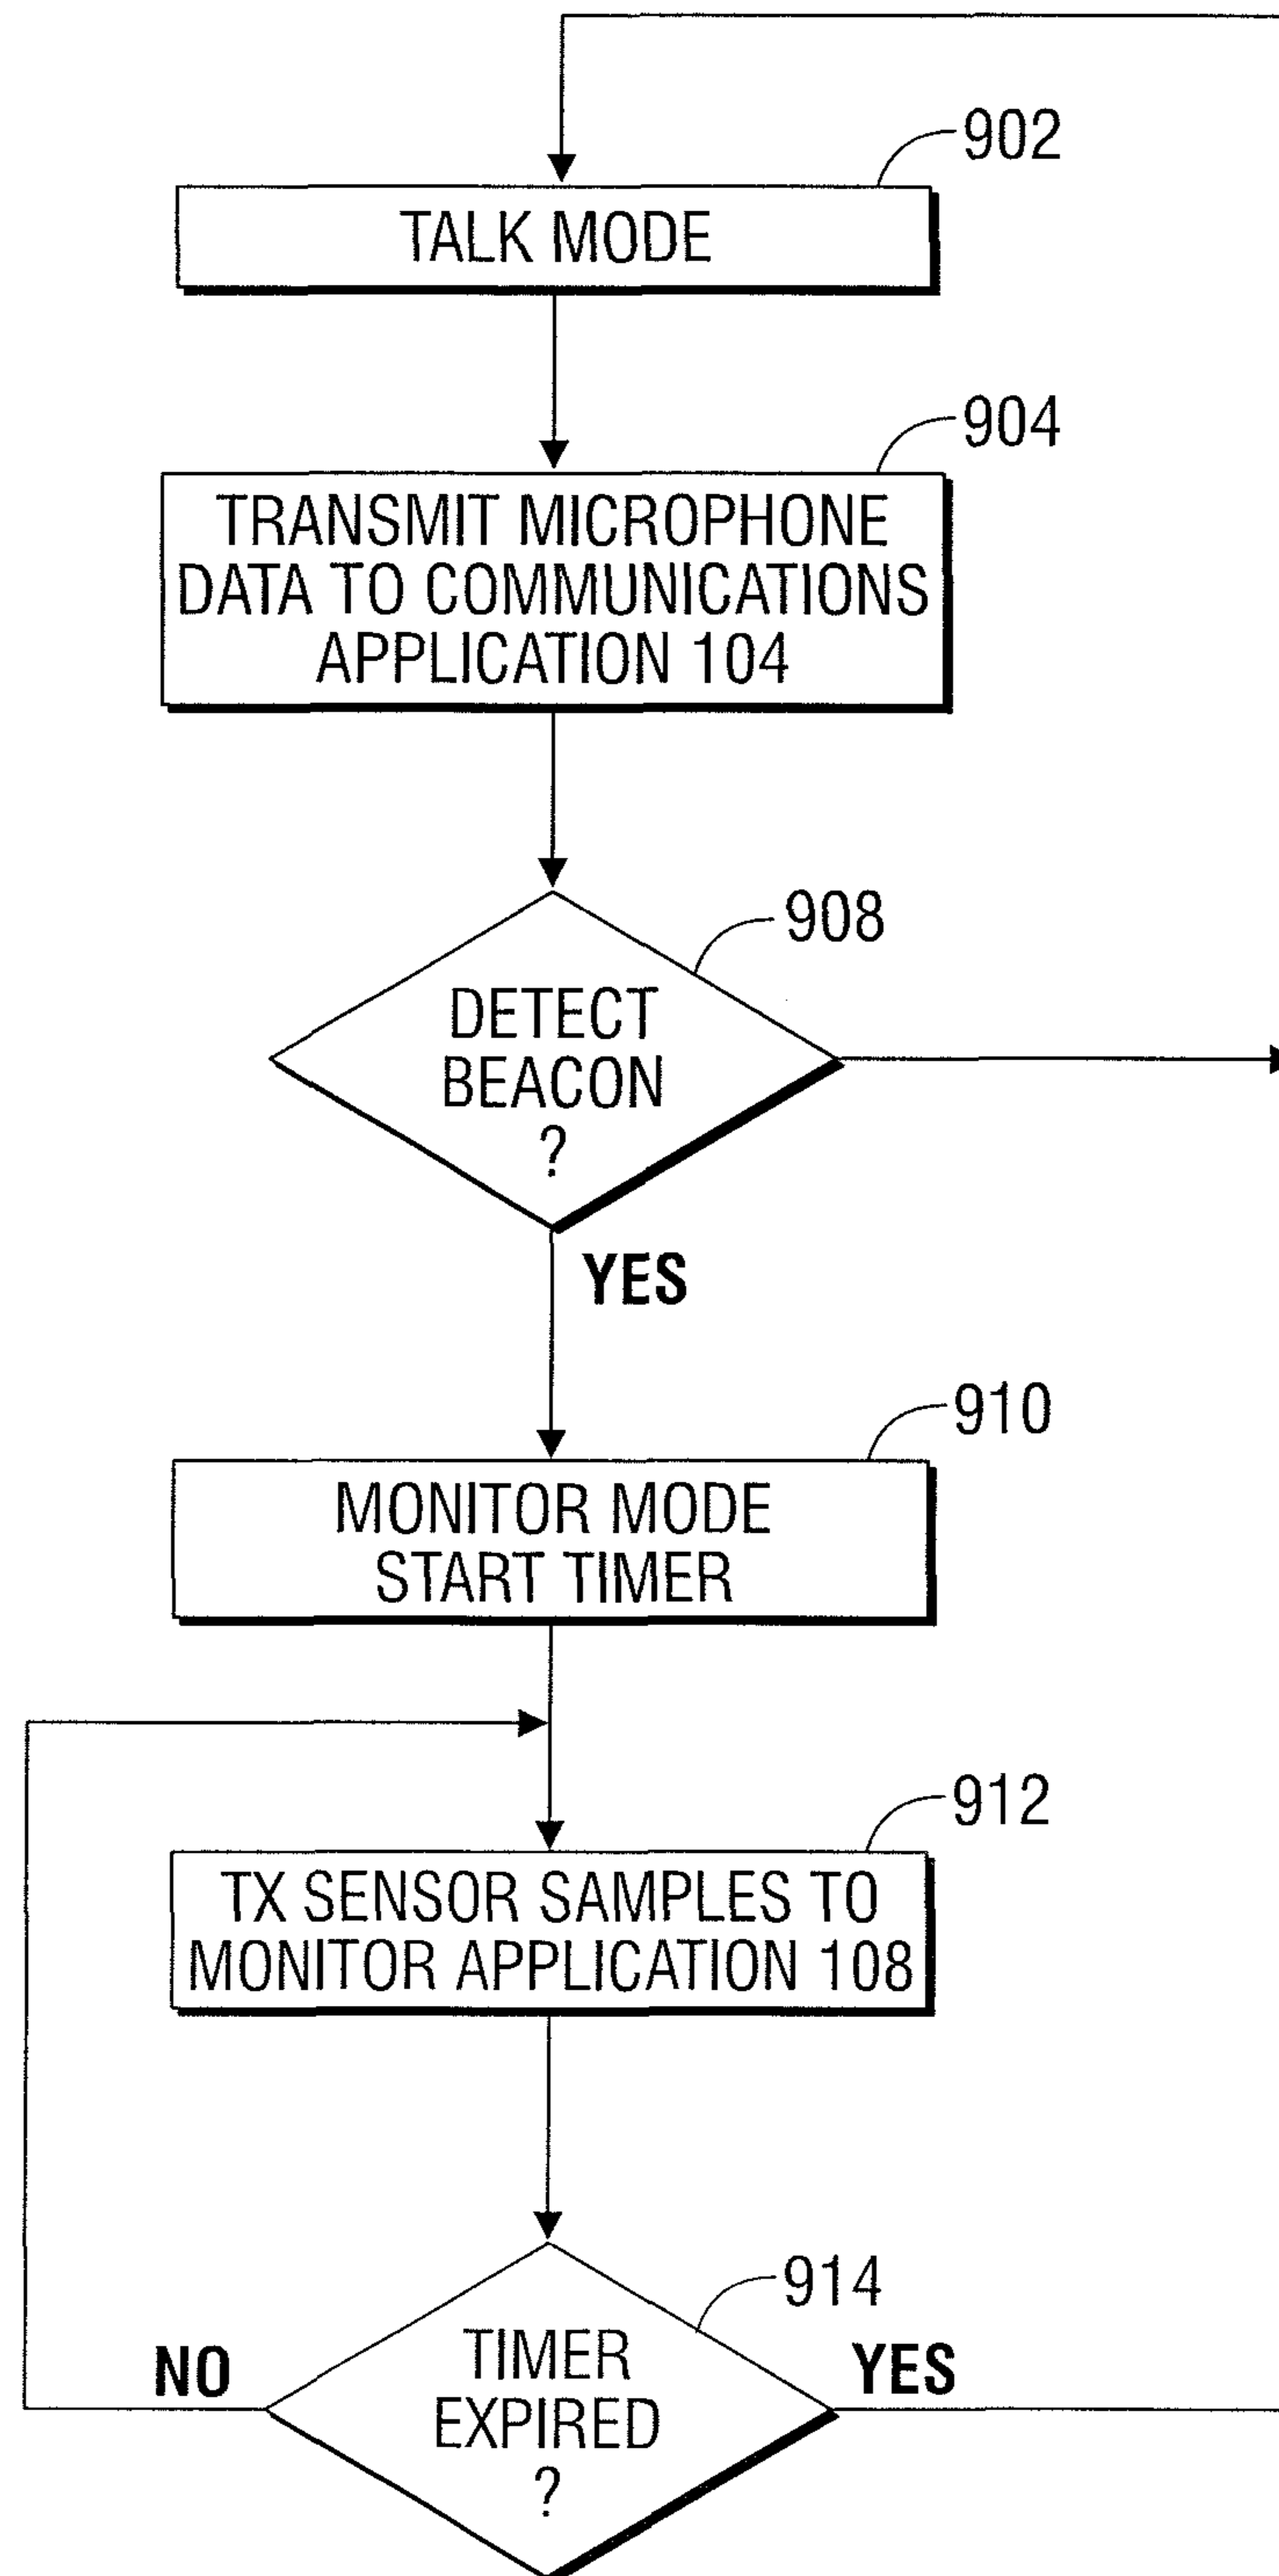 902
TALK MODE
904
TRANSMIT MICROPHONE
DATA TO COMMUNICATIONS
APPLICATION 104
908
DETECT
BEACON
?
YES
910
MONITOR MODE
START TIMER
912
TX SENSOR SAMPLES TO
MONITOR APPLICATION 108
914
NO
TIMER
EXPIRED
?
YES